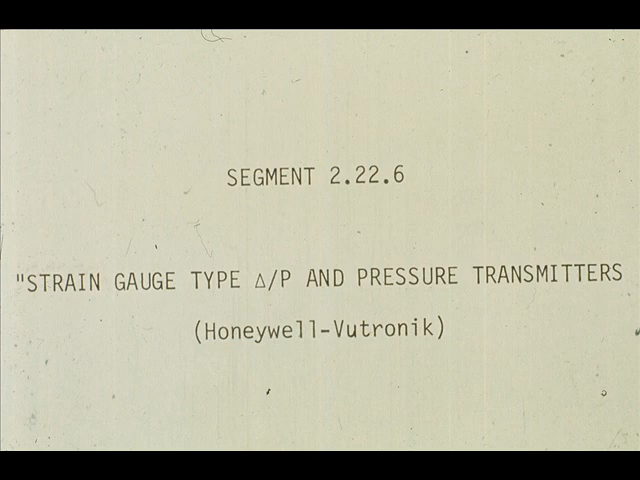 SEGMENT 2.22.6
"STRAIN GAUGE TYPE Δ/P AND PRESSURE TRANSMITTERS
(Honeywell-Vutronik)